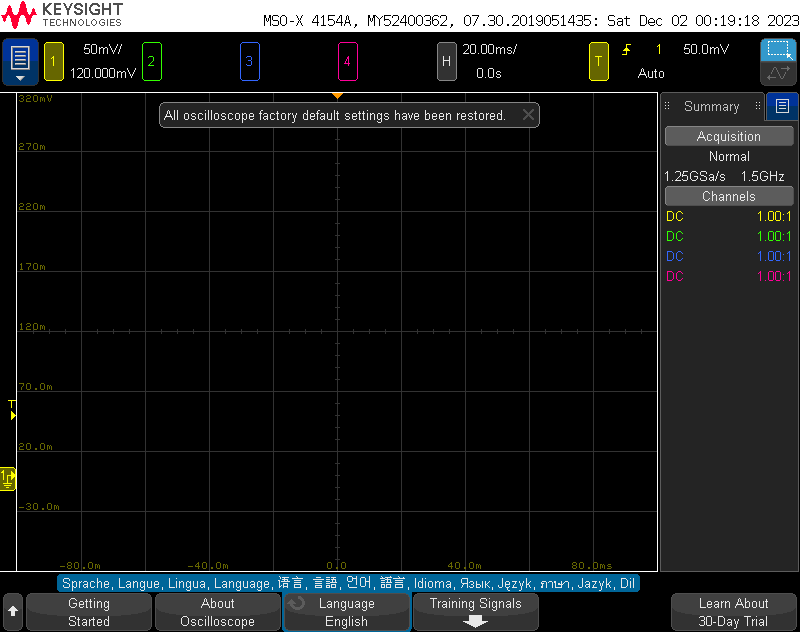 KEYSIGHT
TECHNOLOGIES
MSO-X 4154A, MY52400362, 07.30.2019051435: Sat Dec 02 00:19:18 2023
1 50mV/ 2 3 4 H 20.00ms/ T 1 50.0mV
120.000mV 0.0s Auto
320mV
All oscilloscope factory default settings have been restored.
Summary
Acquisition
Normal
1.25GSa/s 1.5GHz
Channels
DC 1.00:1
DC 1.00:1
DC 1.00:1
DC 1.00:1
270m
220m
170m
120m
70.0m
T
20.0m
1
-30.0m
-80.0m -40.0m 0.0 40.0m 80.0ms
Sprache, Langue, Lingua, Language, 语言, 言語, 언어, 語言, Idioma, Язык, Język, ภาษา, Jazyk, Dil
Getting
Started
About
Oscilloscope
Language
English
Training Signals
Learn About
30-Day Trial